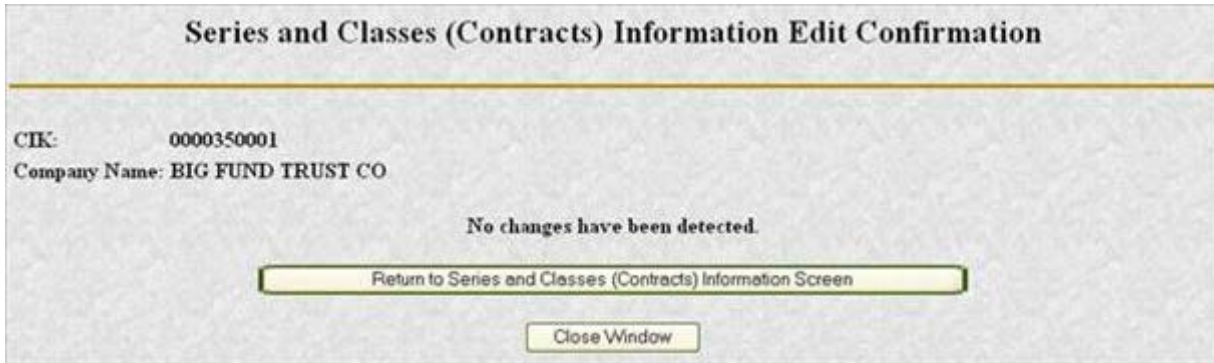 Series and Classes (Contracts) Information Edit Confirmation
CIK: 0000350001
Company Name: BIG FUND TRUST CO
No changes have been detected.
Return to Series and Classes (Contracts) Information Screen
Close Window